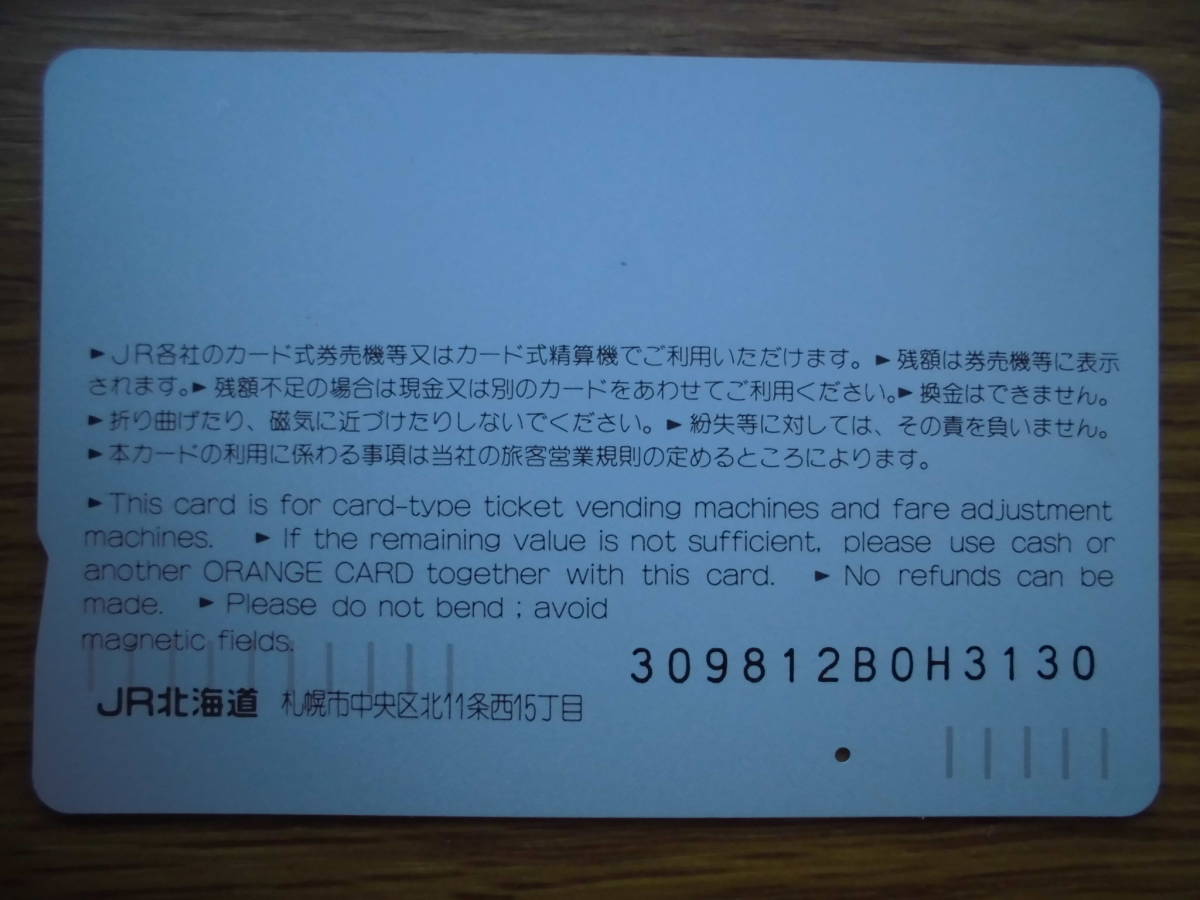 ►JR各社のカード式券売機等又はカード式精算機でご利用いただけます。►残額は券売機等に表示
されます。►残額不足の場合は現金又は別のカードをあわせてご利用ください。►換金はできません。
►折り曲げたり、磁気に近づけたりしないでください。►紛失等に対しては、その責を負いません。
►本カードの利用に係わる事項は当社の旅客営業規則の定めるところによります。
►This card is for card-type ticket vending machines and fare adjustment
machines. ►If the remaining value is not sufficient, please use cash or
another ORANGE CARD together with this card. ►No refunds can be
made. ►Please do not bend ; avoid
magnetic fields.
309812B0H3130
JR北海道 札幌市中央区北11条西15丁目